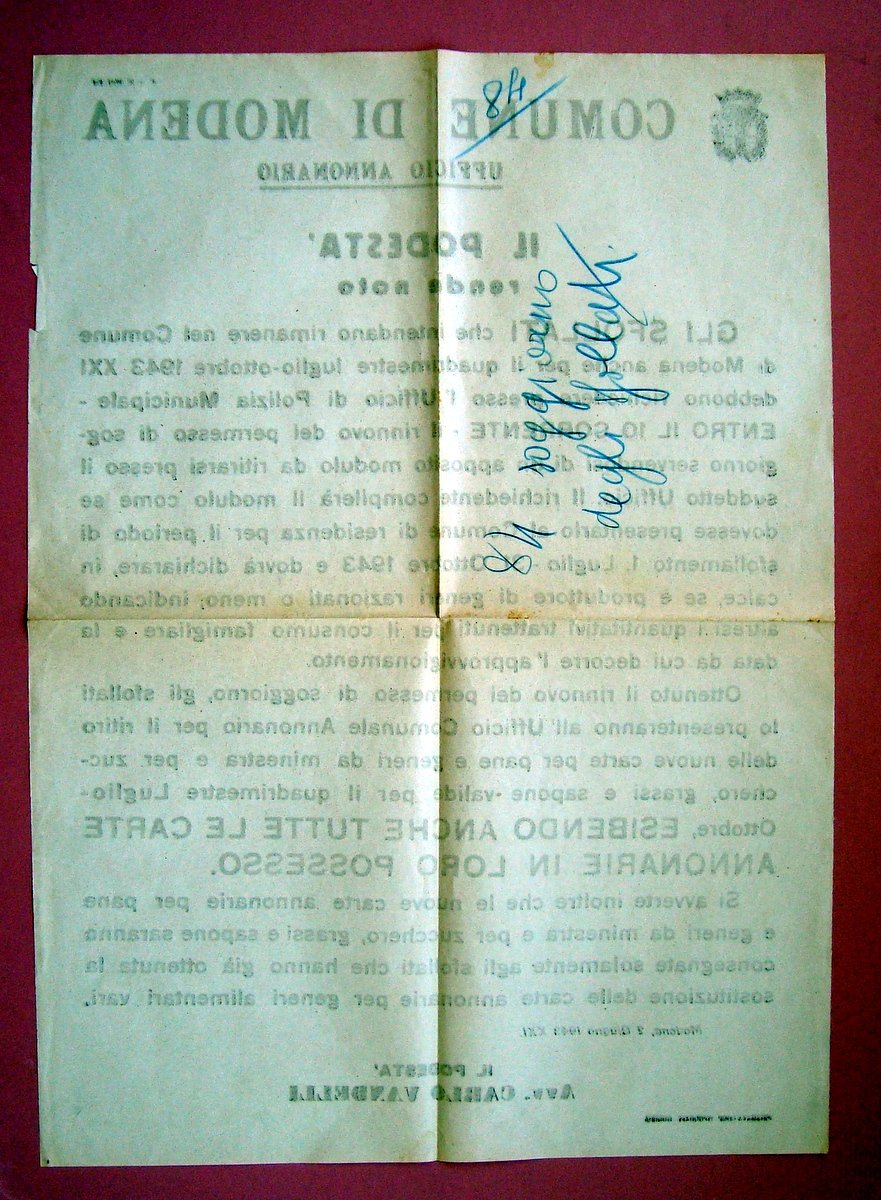 84
84 soggiorno
degli sfollati.
COMUNE DI MODENA
UFFICIO ANNONARIO
IL PODESTA'
rende noto
GLI SFOLLATI che intendano rimanere nel Comune
di Modena anche per il quadrimestre luglio-ottobre 1943 XXI
debbono richiedere presso l'Ufficio di Polizia Municipale -
ENTRO IL 10 CORRENTE - il rinnovo del permesso di sog-
giorno servendosi di apposito modulo da ritirarsi presso il
suddetto Ufficio. Il richiedente compilerà il modulo come se
dovesse presentarlo al Comune di residenza per il periodo di
sfollamento 1. Luglio - 31 Ottobre 1943 e dovrà dichiarare, in
calce, se è produttore di generi razionati o meno, indicando
altresì i quantitativi trattenuti per il consumo famigliare e la
data da cui decorre l'approvvigionamento.
Ottenuto il rinnovo del permesso di soggiorno, gli sfollati
lo presenteranno all'Ufficio Comunale Annonario per il ritiro
delle nuove carte per pane e generi da minestra e per zuc-
chero, grassi e sapone -valide per il quadrimestre Luglio-
Ottobre, ESIBENDO ANCHE TUTTE LE CARTE
ANNONARIE IN LORO POSSESSO.
Si avverte inoltre che le nuove carte annonarie per pane
e generi da minestra e per zucchero, grassi e sapone saranno
consegnate solamente agli sfollati che hanno già ottenuta la
sostituzione delle carte annonarie per generi alimentari vari.
Modena, 2 Giugno 1943 XXI.
IL PODESTA'
Avv. CARLO VANDELLI